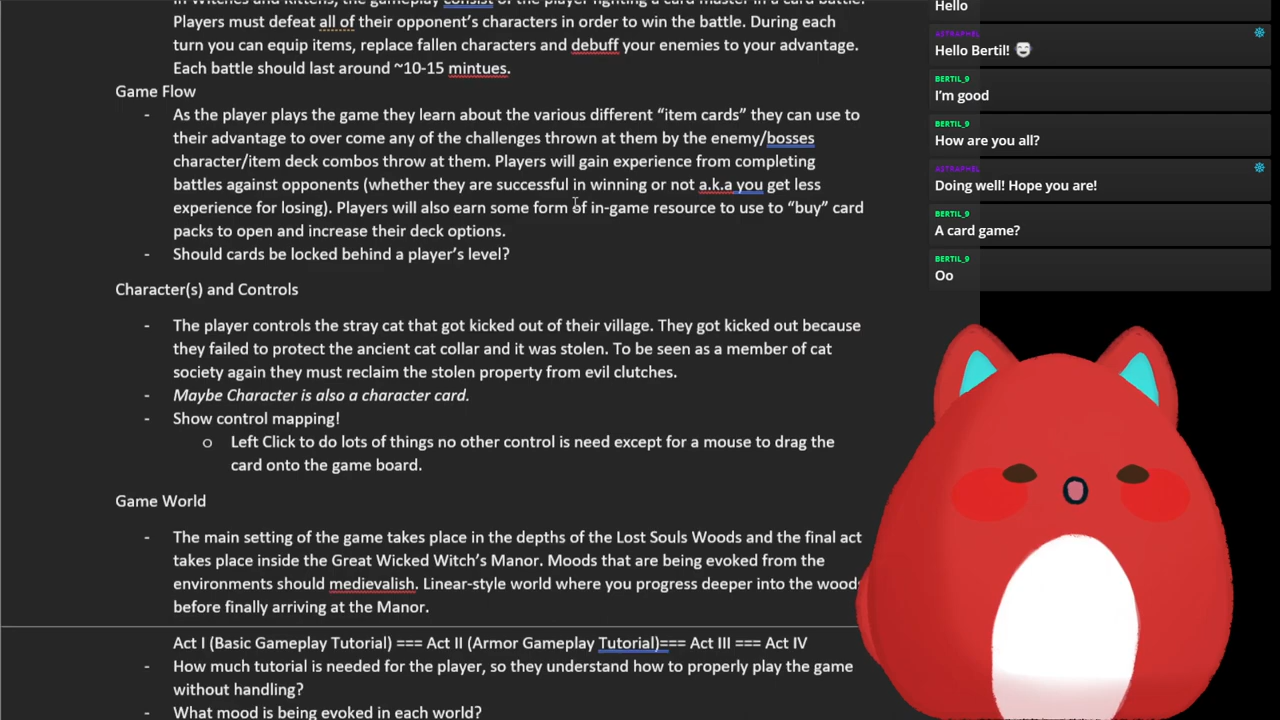 in Witches and Kittens, the gameplay consist of the player fighting a card master in a card battle.
Players must defeat all of their opponent's characters in order to win the battle. During each
turn you can equip items, replace fallen characters and debuff your enemies to your advantage.
Each battle should last around ~10-15 mintues.
Game Flow
- As the player plays the game they learn about the various different “item cards” they can use to
their advantage to over come any of the challenges thrown at them by the enemy/bosses
character/item deck combos throw at them. Players will gain experience from completing
battles against opponents (whether they are successful in winning or not a.k.a you get less
experience for losing). Players will also earn some form of in-game resource to use to “buy” card
packs to open and increase their deck options.
- Should cards be locked behind a player’s level?
Character(s) and Controls
- The player controls the stray cat that got kicked out of their village. They got kicked out because
they failed to protect the ancient cat collar and it was stolen. To be seen as a member of cat
society again they must reclaim the stolen property from evil clutches.
- Maybe Character is also a character card.
- Show control mapping!
o Left Click to do lots of things no other control is need except for a mouse to drag the
card onto the game board.
Game World
- The main setting of the game takes place in the depths of the Lost Souls Woods and the final act
takes place inside the Great Wicked Witch’s Manor. Moods that are being evoked from the
environments should medievalish. Linear-style world where you progress deeper into the woods
before finally arriving at the Manor.
Act I (Basic Gameplay Tutorial) === Act II (Armor Gameplay Tutorial)=== Act III === Act IV
- How much tutorial is needed for the player, so they understand how to properly play the game
without handling?
- What mood is being evoked in each world?
Hello
ASTRAPHEL
Hello Bertil!
BERTIL_9
I’m good
BERTIL_9
How are you all?
ASTRAPHEL
Doing well! Hope you are!
BERTIL_9
A card game?
BERTIL_9
Oo